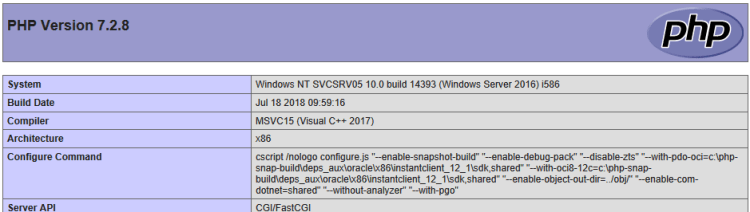 PHP Version 7.2.8
php
System Windows NT SVCSRV05 10.0 build 14393 (Windows Server 2016) i586
Build Date Jul 18 2018 09:59:16
Compiler MSVC15 (Visual C++ 2017)
Architecture x86
Configure Command cscript /nologo configure.js "--enable-snapshot-build" "--enable-debug-pack" "--disable-zts" "--with-pdo-oci=c:\php-
snap-build\deps_aux\oracle\x86\instantclient_12_1\sdk,shared" "--with-oci8-12c=c:\php-snap-
build\deps_aux\oracle\x86\instantclient_12_1\sdk,shared" "--enable-object-out-dir=../obj/" "--enable-com-
dotnet=shared" "--without-analyzer" "--with-pgo"
Server API CGI/FastCGI